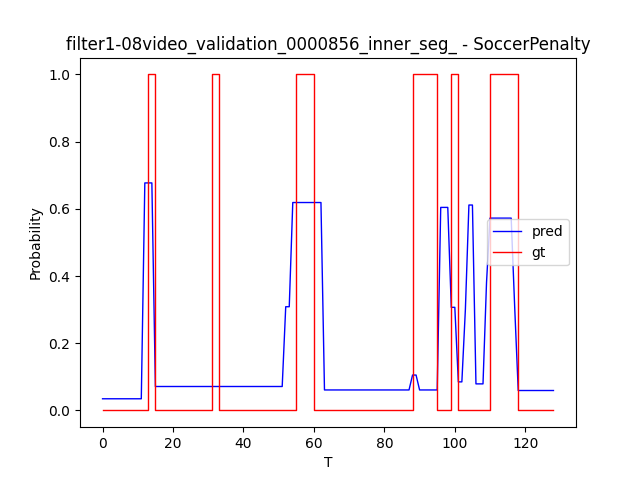 filter1-08video_validation_0000856_inner_seg_ - SoccerPenalty
1.0
0.8
0.6
0.4
0.2
0.0
Probability
pred
gt
0 20 40 60 80 100 120
T